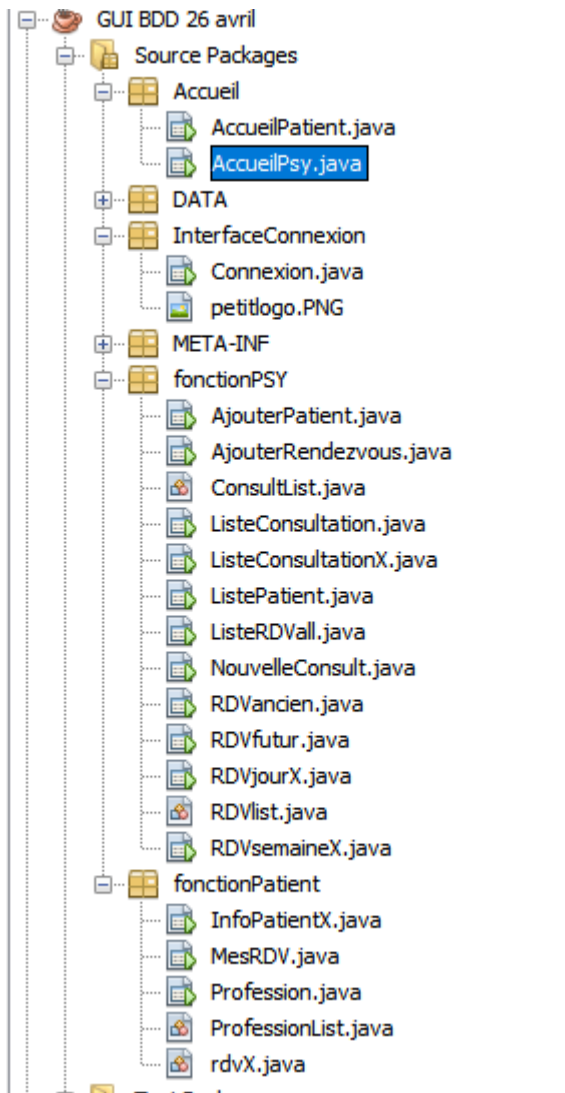 GUI BDD 26 avril
Source Packages
Accueil
AccueilPatient.java
AccueilPsy.java
DATA
InterfaceConnexion
Connexion.java
petitlogo.PNG
META-INF
fonctionPSY
AjouterPatient.java
AjouterRendezvous.java
ConsultList.java
ListeConsultation.java
ListeConsultationX.java
ListePatient.java
ListeRDVall.java
NouvelleConsult.java
RDVancien.java
RDVfutur.java
RDVjourX.java
RDVlist.java
RDVsemaineX.java
fonctionPatient
InfoPatientX.java
MesRDV.java
Profession.java
ProfessionList.java
rdvX.java